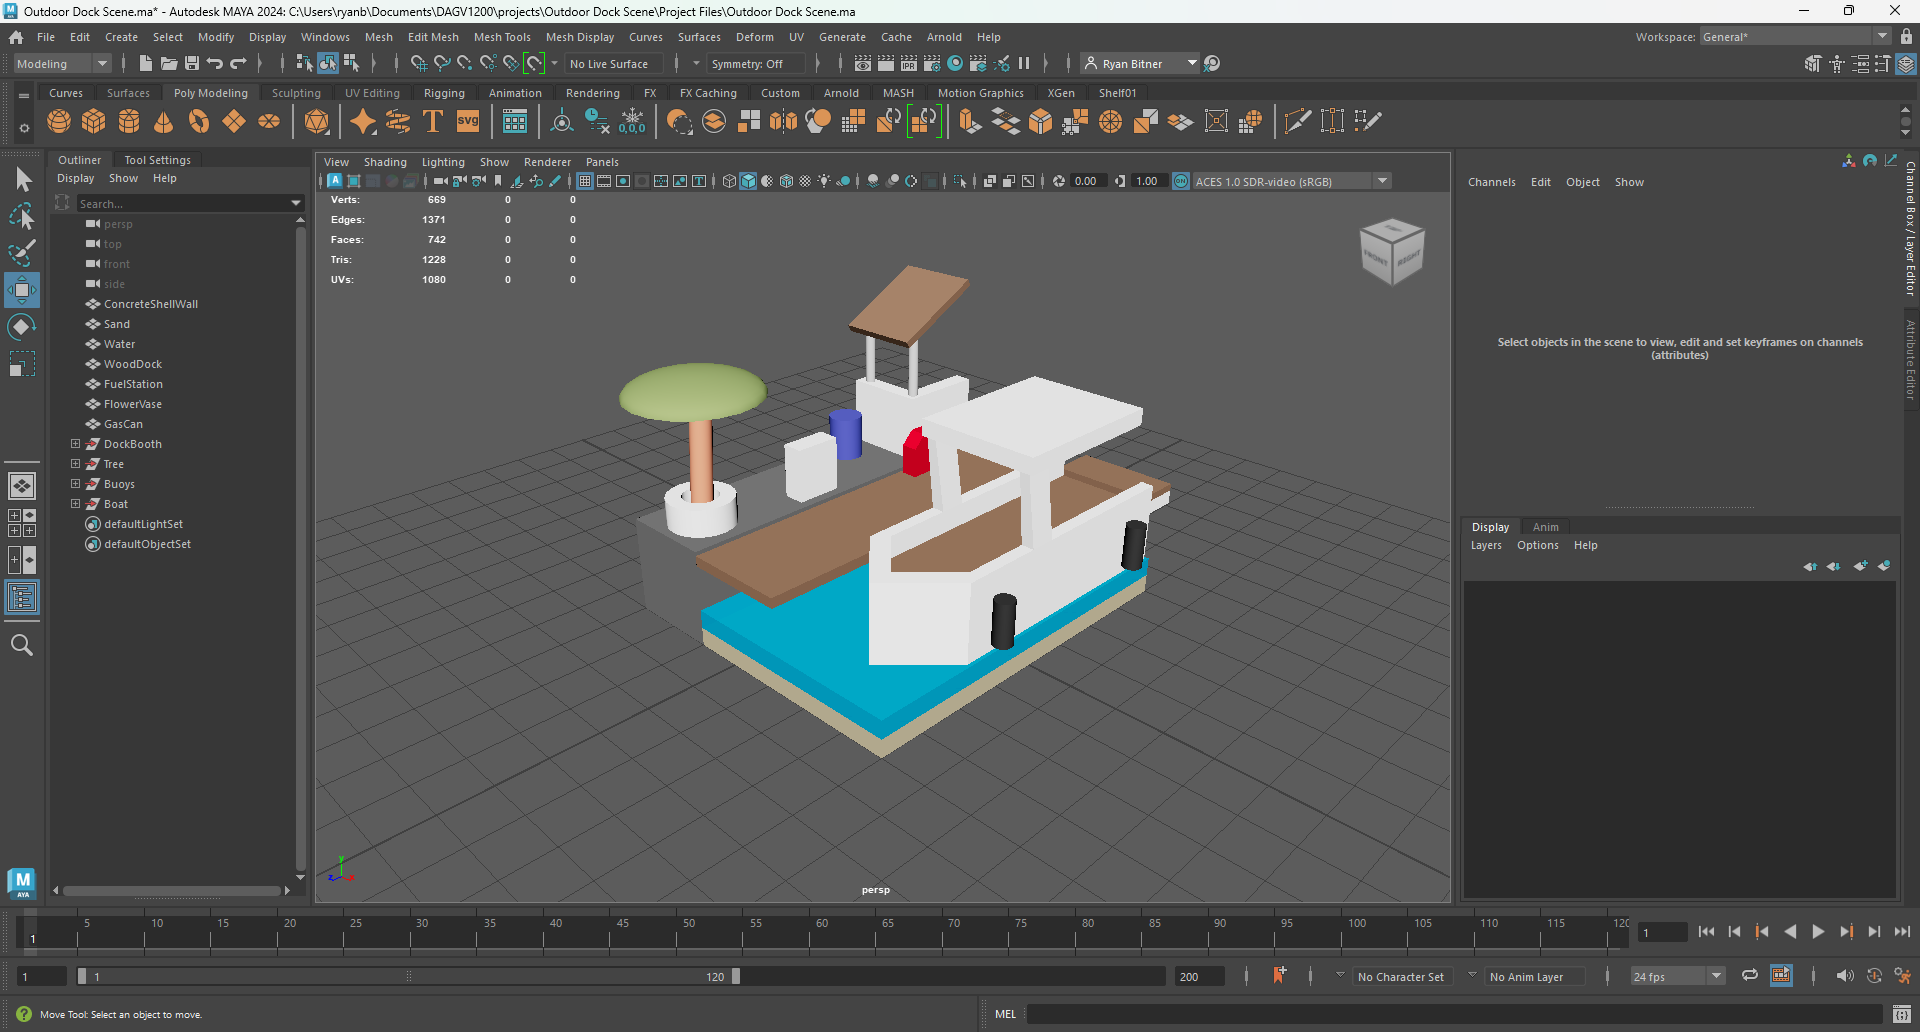 Outdoor Dock Scene.ma* - Autodesk MAYA 2024: C:\Users\ryanb\Documents\DAGV1200\projects\Outdoor Dock Scene\Project Files\Outdoor Dock Scene.ma
File Edit Create Select Modify Display Windows Mesh Edit Mesh Mesh Tools Mesh Display Curves Surfaces Deform UV Generate Cache Arnold Help
Workspace: General*
Modeling
No Live Surface
Symmetry: Off
IPR
Ryan Bitner
Curves Surfaces Poly Modeling Sculpting UV Editing Rigging Animation Rendering FX FX Caching Custom Arnold MASH Motion Graphics XGen Shelf01
svg
0,0,0
Outliner Tool Settings
Display Show Help
Search...
persp
top
front
side
ConcreteShellWall
Sand
Water
WoodDock
FuelStation
FlowerVase
GasCan
DockBooth
Tree
Buoys
Boat
defaultLightSet
defaultObjectSet
View Shading Lighting Show Renderer Panels
0.00
1.00
ON
ACES 1.0 SDR-video (sRGB)
Verts: 669 0 0
Edges: 1371 0 0
Faces: 742 0 0
Tris: 1228 0 0
UVs: 1080 0 0
FRONT
RIGHT
y
z
x
persp
Channels Edit Object Show
Select objects in the scene to view, edit and set keyframes on channels
(attributes)
Channel Box / Layer Editor
Attribute Editor
Display Anim
Layers Options Help
M
AYA
5 10 15 20 25 30 35 40 45 50 55 60 65 70 75 80 85 90 95 100 105 110 115 120
1
1
1
1
120
200
No Character Set
No Anim Layer
24 fps
Move Tool: Select an object to move.
MEL